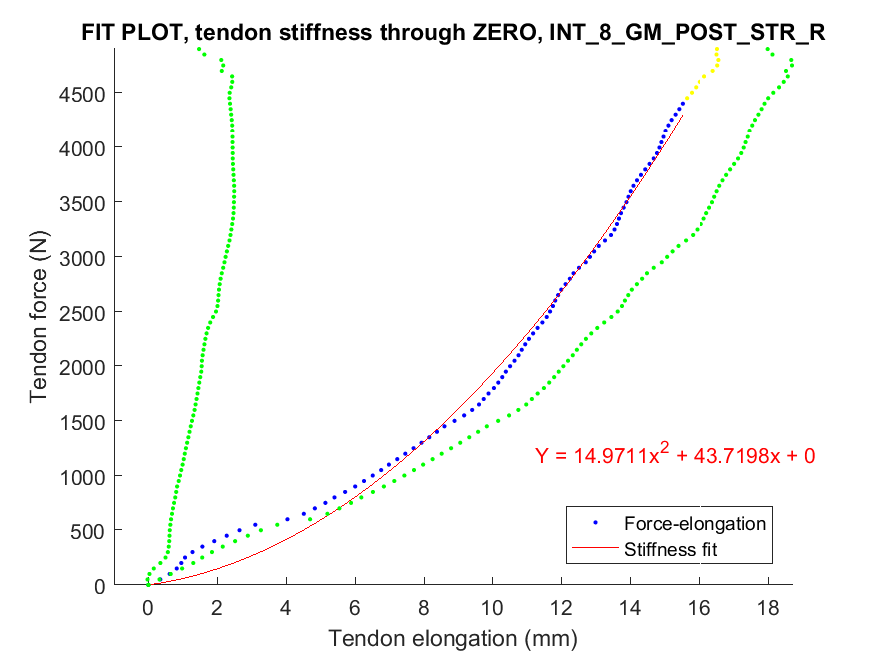 FIT PLOT, tendon stiffness through ZERO, INT_8_GM_POST_STR_R
4500
4000
3500
3000
2500
2000
1500
1000
500
0
Tendon force (N)
Y = 14.9711x² + 43.7198x + 0
Force-elongation
Stiffness fit
0 2 4 6 8 10 12 14 16 18
Tendon elongation (mm)